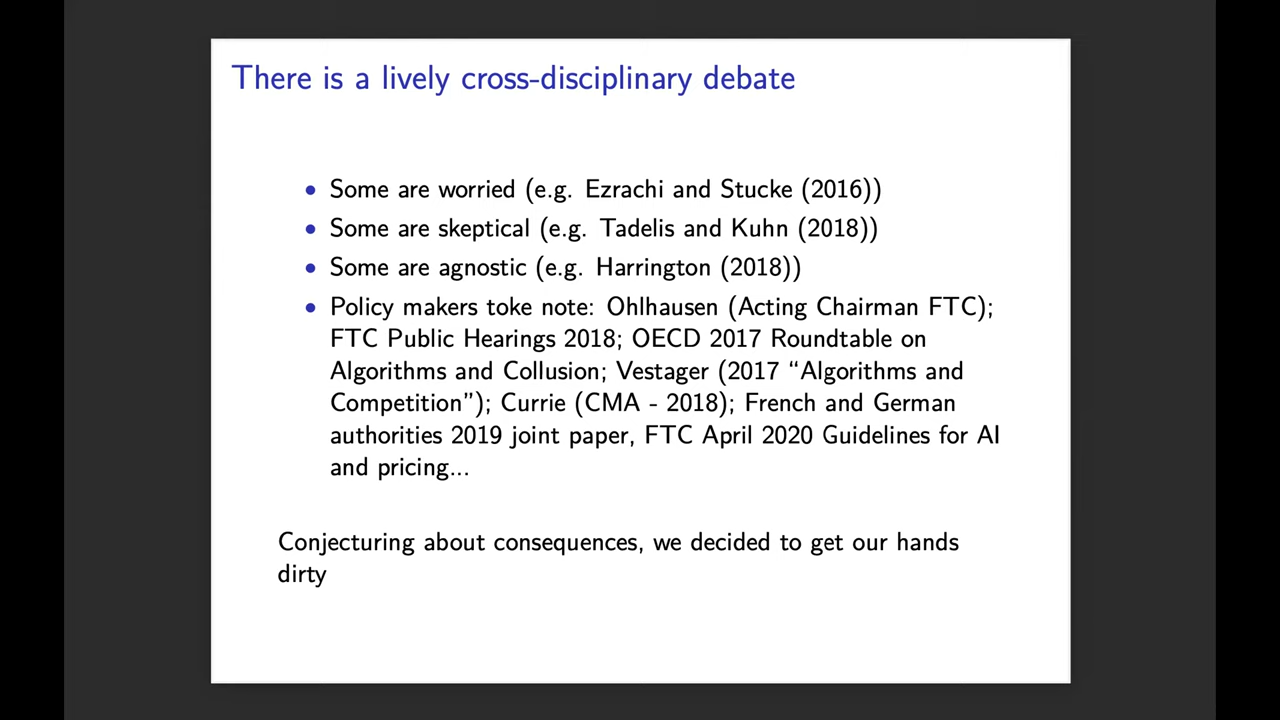 There is a lively cross-disciplinary debate
• Some are worried (e.g. Ezrachi and Stucke (2016))
• Some are skeptical (e.g. Tadelis and Kuhn (2018))
• Some are agnostic (e.g. Harrington (2018))
• Policy makers toke note: Ohlhausen (Acting Chairman FTC);
FTC Public Hearings 2018; OECD 2017 Roundtable on
Algorithms and Collusion; Vestager (2017 “Algorithms and
Competition”); Currie (CMA - 2018); French and German
authorities 2019 joint paper, FTC April 2020 Guidelines for AI
and pricing...
Conjecturing about consequences, we decided to get our hands
dirty